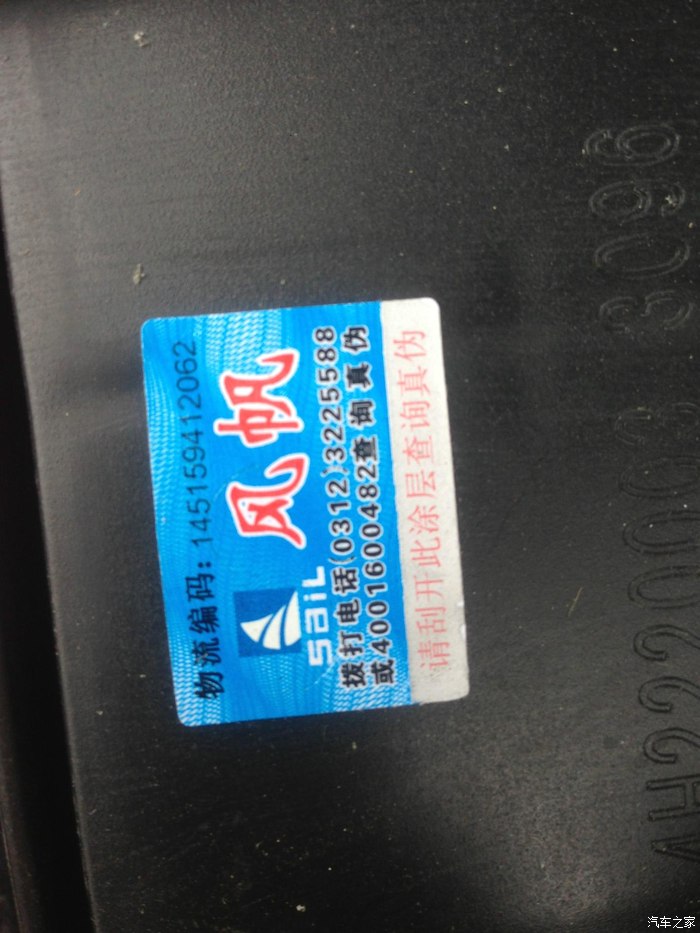 物流编码：145159412062
风帆
SAIL
拨打电话(0312)3225588
或4001600482查询真伪
请刮开此涂层查询真伪
汽车之家